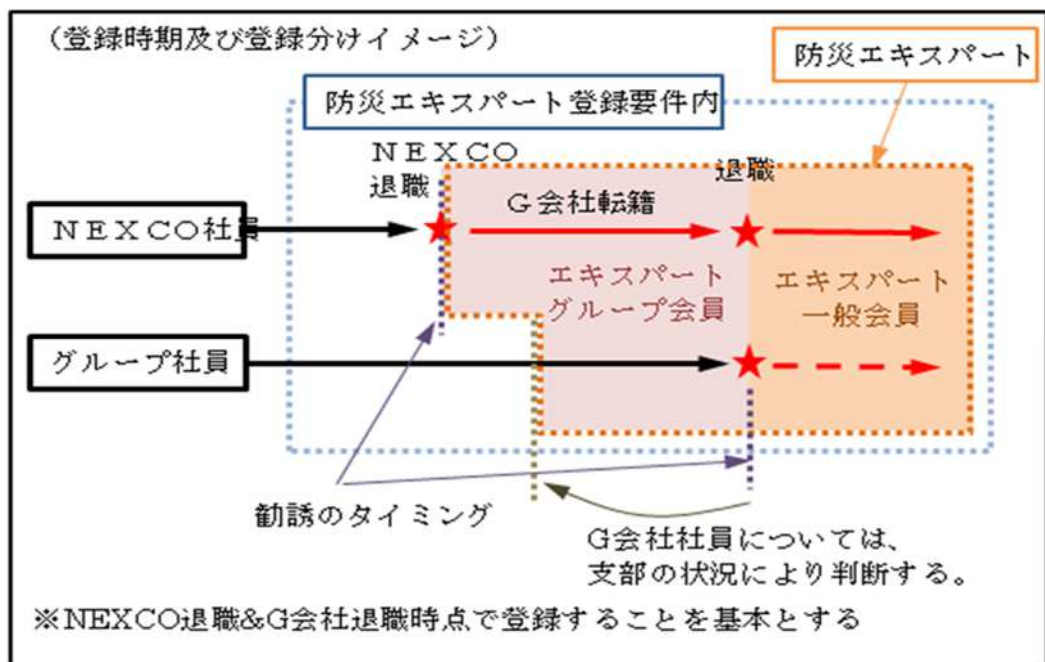 （登録時期及び登録分けイメージ）
防災エキスパート
防災エキスパート登録要件内
ＮＥＸＣＯ
退職
退職
Ｇ会社転籍
ＮＥＸＣＯ社員
エキスパート
グループ会員
エキスパート
一般会員
グループ社員
勧誘のタイミング
Ｇ会社社員については、
支部の状況により判断する。
※NEXCO退職&G会社退職時点で登録することを基本とする